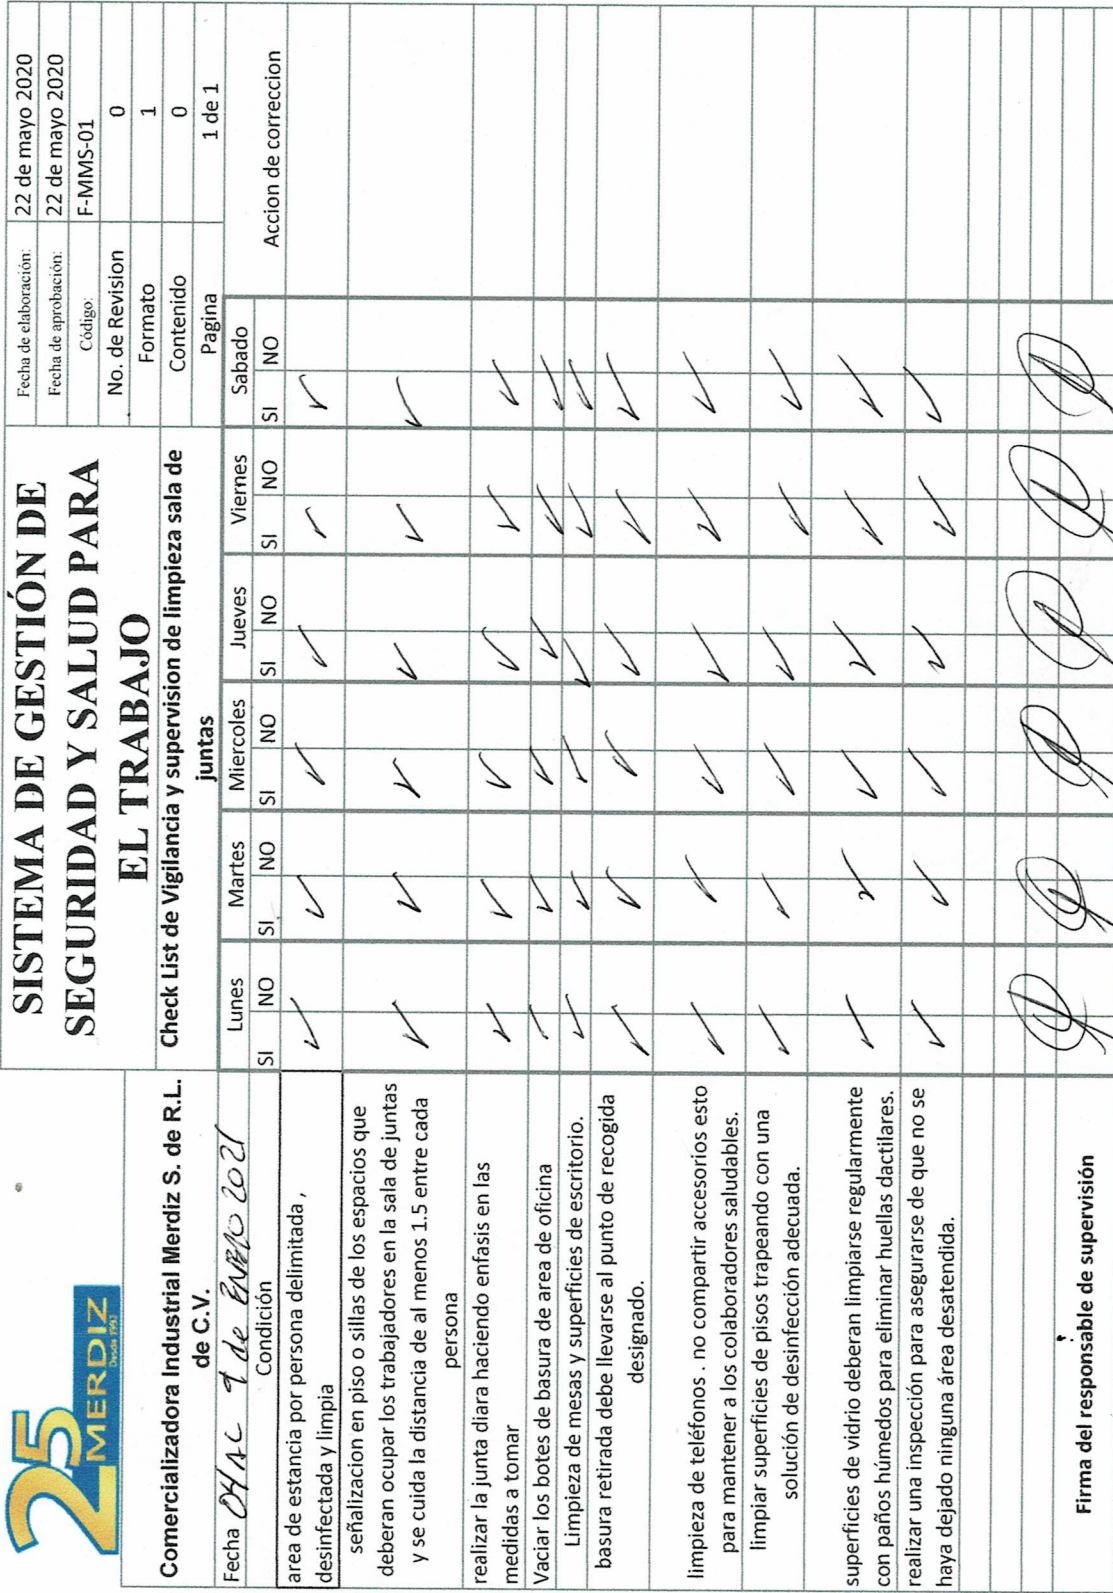 25
MERDIZ
Desde 1992
SISTEMA DE GESTIÓN DE
SEGURIDAD Y SALUD PARA
EL TRABAJO
Fecha de elaboración: 22 de mayo 2020
Fecha de aprobación: 22 de mayo 2020
Código: F-MMS-01
No. de Revision 0
Formato 1
Contenido 0
Pagina 1 de 1
Comercializadora Industrial Merdiz S. de R.L.
de C.V.
Check List de Vigilancia y supervision de limpieza sala de
juntas
Fecha 04 AL 9 de ENERO 2021
Lunes Martes Miercoles Jueves Viernes Sabado
Accion de correccion
Condición
SI NO SI NO SI NO SI NO SI NO SI NO
area de estancia por persona delimitada ,
desinfectada y limpia
señalizacion en piso o sillas de los espacios que
deberan ocupar los trabajadores en la sala de juntas
y se cuida la distancia de al menos 1.5 entre cada
persona
realizar la junta diara haciendo enfasis en las
medidas a tomar
Vaciar los botes de basura de area de oficina
Limpieza de mesas y superficies de escritorio.
basura retirada debe llevarse al punto de recogida
designado.
limpieza de teléfonos . no compartir accesorios esto
para mantener a los colaboradores saludables.
limpiar superficies de pisos trapeando con una
solución de desinfección adecuada.
superficies de vidrio deberan limpiarse regularmente
con paños húmedos para eliminar huellas dactilares.
realizar una inspección para asegurarse de que no se
haya dejado ninguna área desatendida.
Firma del responsable de supervisión